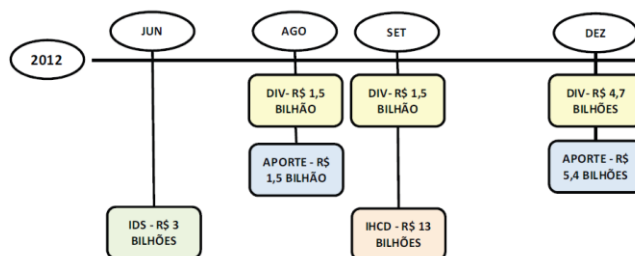 JUN
AGO
SET
DEZ
2012
DIV- R$ 1,5
BILHÃO
DIV- R$ 1,5
BILHÃO
DIV- R$ 4,7
BILHÕES
APORTE - R$
1,5 BILHÃO
APORTE - R$
5,4 BILHÕES
IDS - R$ 3
BILHÕES
IHCD - R$ 13
BILHÕES